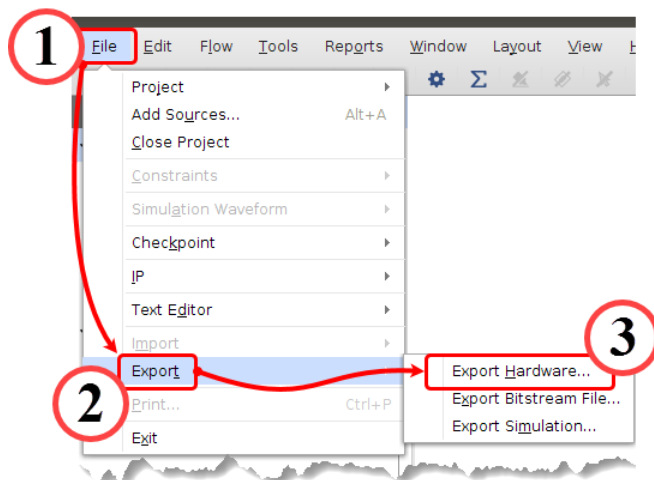 1
File Edit Flow Tools Reports Window Layout View
Σ
Project
Add Sources... Alt+A
Close Project
Constraints
Simulation Waveform
Checkpoint
IP
Text Editor
Import
3
Export Export Hardware...
2
Print... Ctrl+P Export Bitstream File...
Exit Export Simulation...